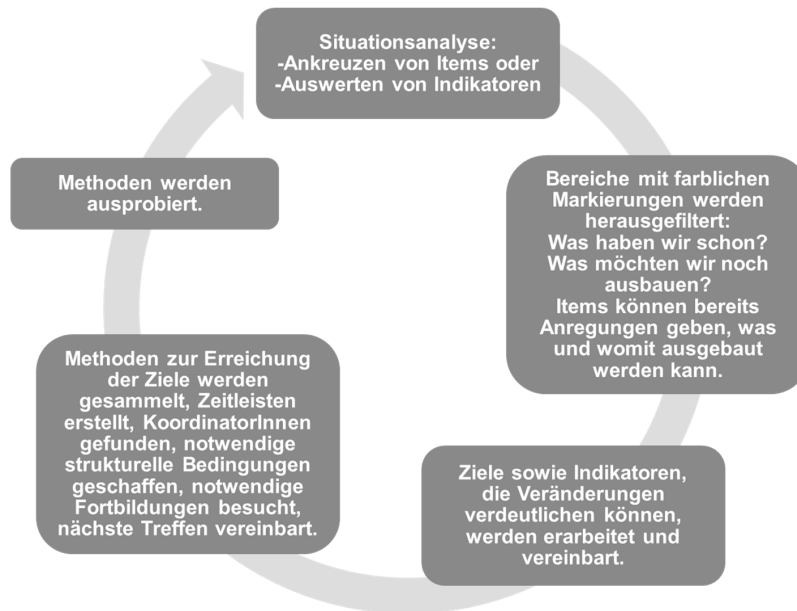 Situationsanalyse:
-Ankreuzen von Items oder
-Auswerten von Indikatoren
Bereiche mit farblichen
Markierungen werden
herausgefiltert:
Was haben wir schon?
Was möchten wir noch
ausbauen?
Items können bereits
Anregungen geben, was
und womit ausgebaut
werden kann.
Ziele sowie Indikatoren,
die Veränderungen
verdeutlichen können,
werden erarbeitet und
vereinbart.
Methoden zur Erreichung
der Ziele werden
gesammelt, Zeitleisten
erstellt, KoordinatorInnen
gefunden, notwendige
strukturelle Bedingungen
geschaffen, notwendige
Fortbildungen besucht,
nächste Treffen vereinbart.
Methoden werden
ausprobiert.